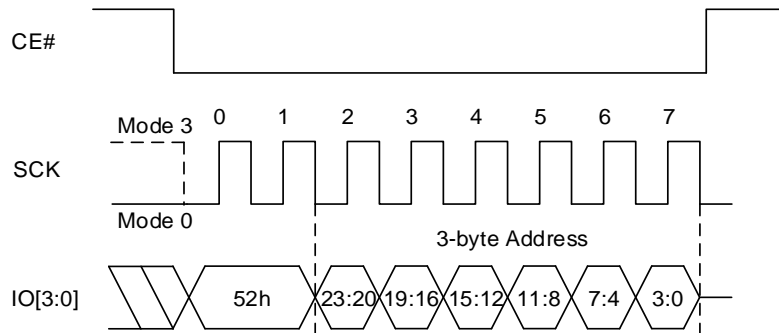 CE#
0 1 2 3 4 5 6 7
Mode 3
SCK
Mode 0
3-byte Address
IO[3:0]
52h 23:20 19:16 15:12 11:8 7:4 3:0